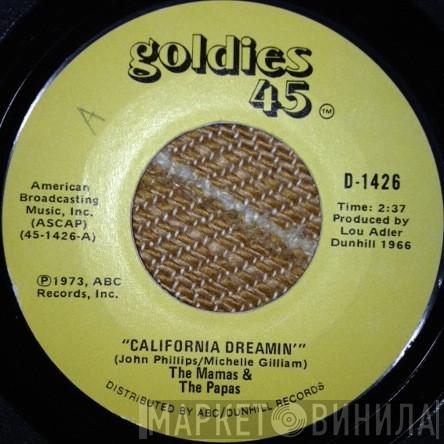 goldies
45 TM
A
American
Broadcasting
Music, Inc.
(ASCAP)
(45-1426-A)
Ⓟ1973, ABC
Records, Inc.
D-1426
Time: 2:37
Produced by
Lou Adler
Dunhill 1966
"CALIFORNIA DREAMIN'"
(John Phillips/Michelle Gilliam)
The Mamas &
The Papas
DISTRIBUTED BY ABC/DUNHILL RECORDS
МАРКЕТ ВИНИЛА